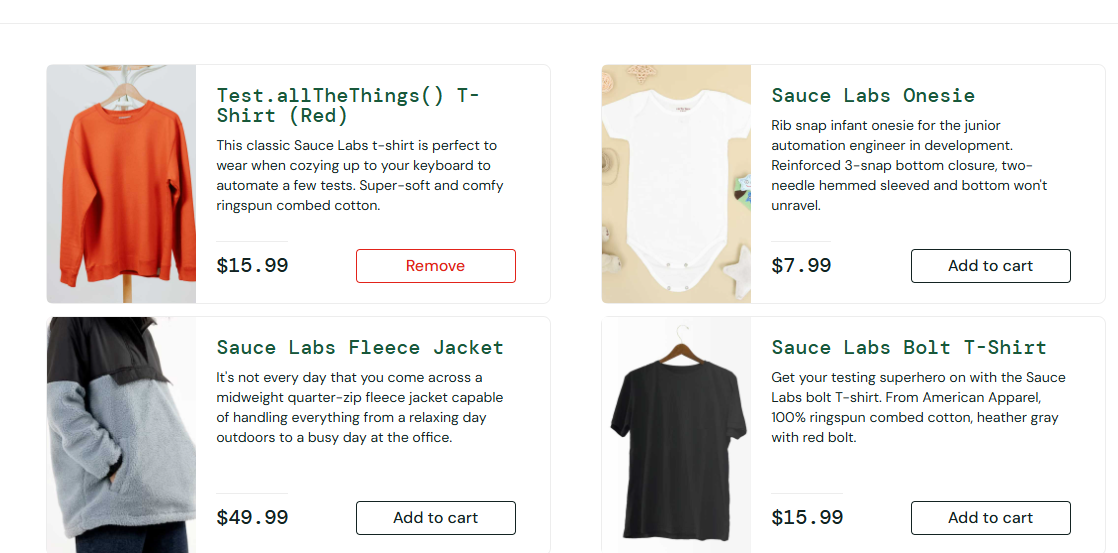 Test.allTheThings() T-
Shirt (Red)
This classic Sauce Labs t-shirt is perfect to
wear when cozying up to your keyboard to
automate a few tests. Super-soft and comfy
ringspun combed cotton.
$15.99
Remove
Sauce Labs Onesie
Rib snap infant onesie for the junior
automation engineer in development.
Reinforced 3-snap bottom closure, two-
needle hemmed sleeved and bottom won't
unravel.
$7.99
Add to cart
Sauce Labs Fleece Jacket
It's not every day that you come across a
midweight quarter-zip fleece jacket capable
of handling everything from a relaxing day
outdoors to a busy day at the office.
$49.99
Add to cart
Sauce Labs Bolt T-Shirt
Get your testing superhero on with the Sauce
Labs bolt T-shirt. From American Apparel,
100% ringspun combed cotton, heather gray
with red bolt.
$15.99
Add to cart